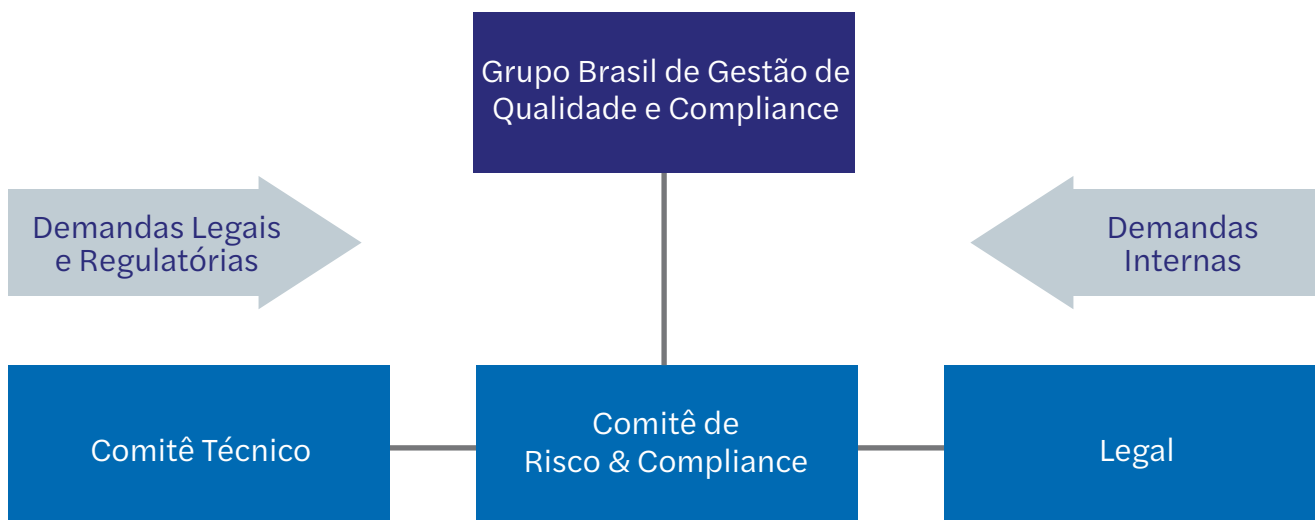 Grupo Brasil de Gestão de
Qualidade e Compliance
Demandas Legais
e Regulatórias
Demandas
Internas
Comitê Técnico
Comitê de
Risco & Compliance
Legal